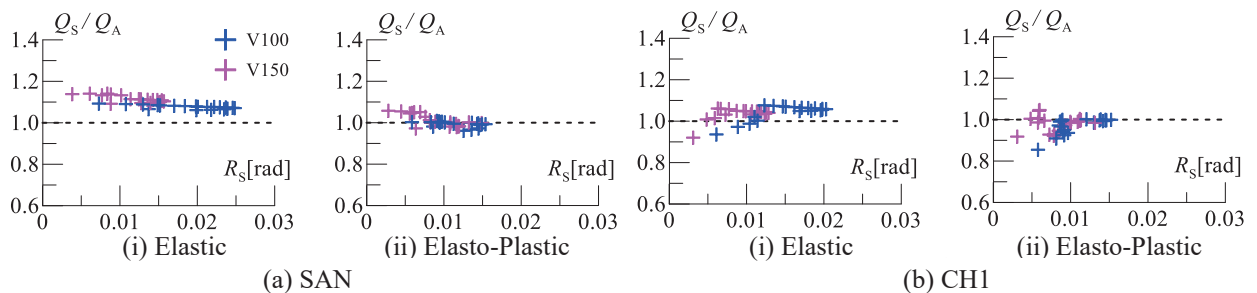 Q_S / Q_A
1.4
1.2
1.0
0.8
0.6
0
0.01
0.02
0.03
R_S[rad]
V100
V150
(i) Elastic
Q_S / Q_A
1.4
1.2
1.0
0.8
0.6
0
0.01
0.02
0.03
R_S[rad]
(ii) Elasto-Plastic
(a) SAN
Q_S / Q_A
1.4
1.2
1.0
0.8
0.6
0
0.01
0.02
0.03
R_S[rad]
(i) Elastic
Q_S / Q_A
1.4
1.2
1.0
0.8
0.6
0
0.01
0.02
0.03
R_S[rad]
(ii) Elasto-Plastic
(b) CH1